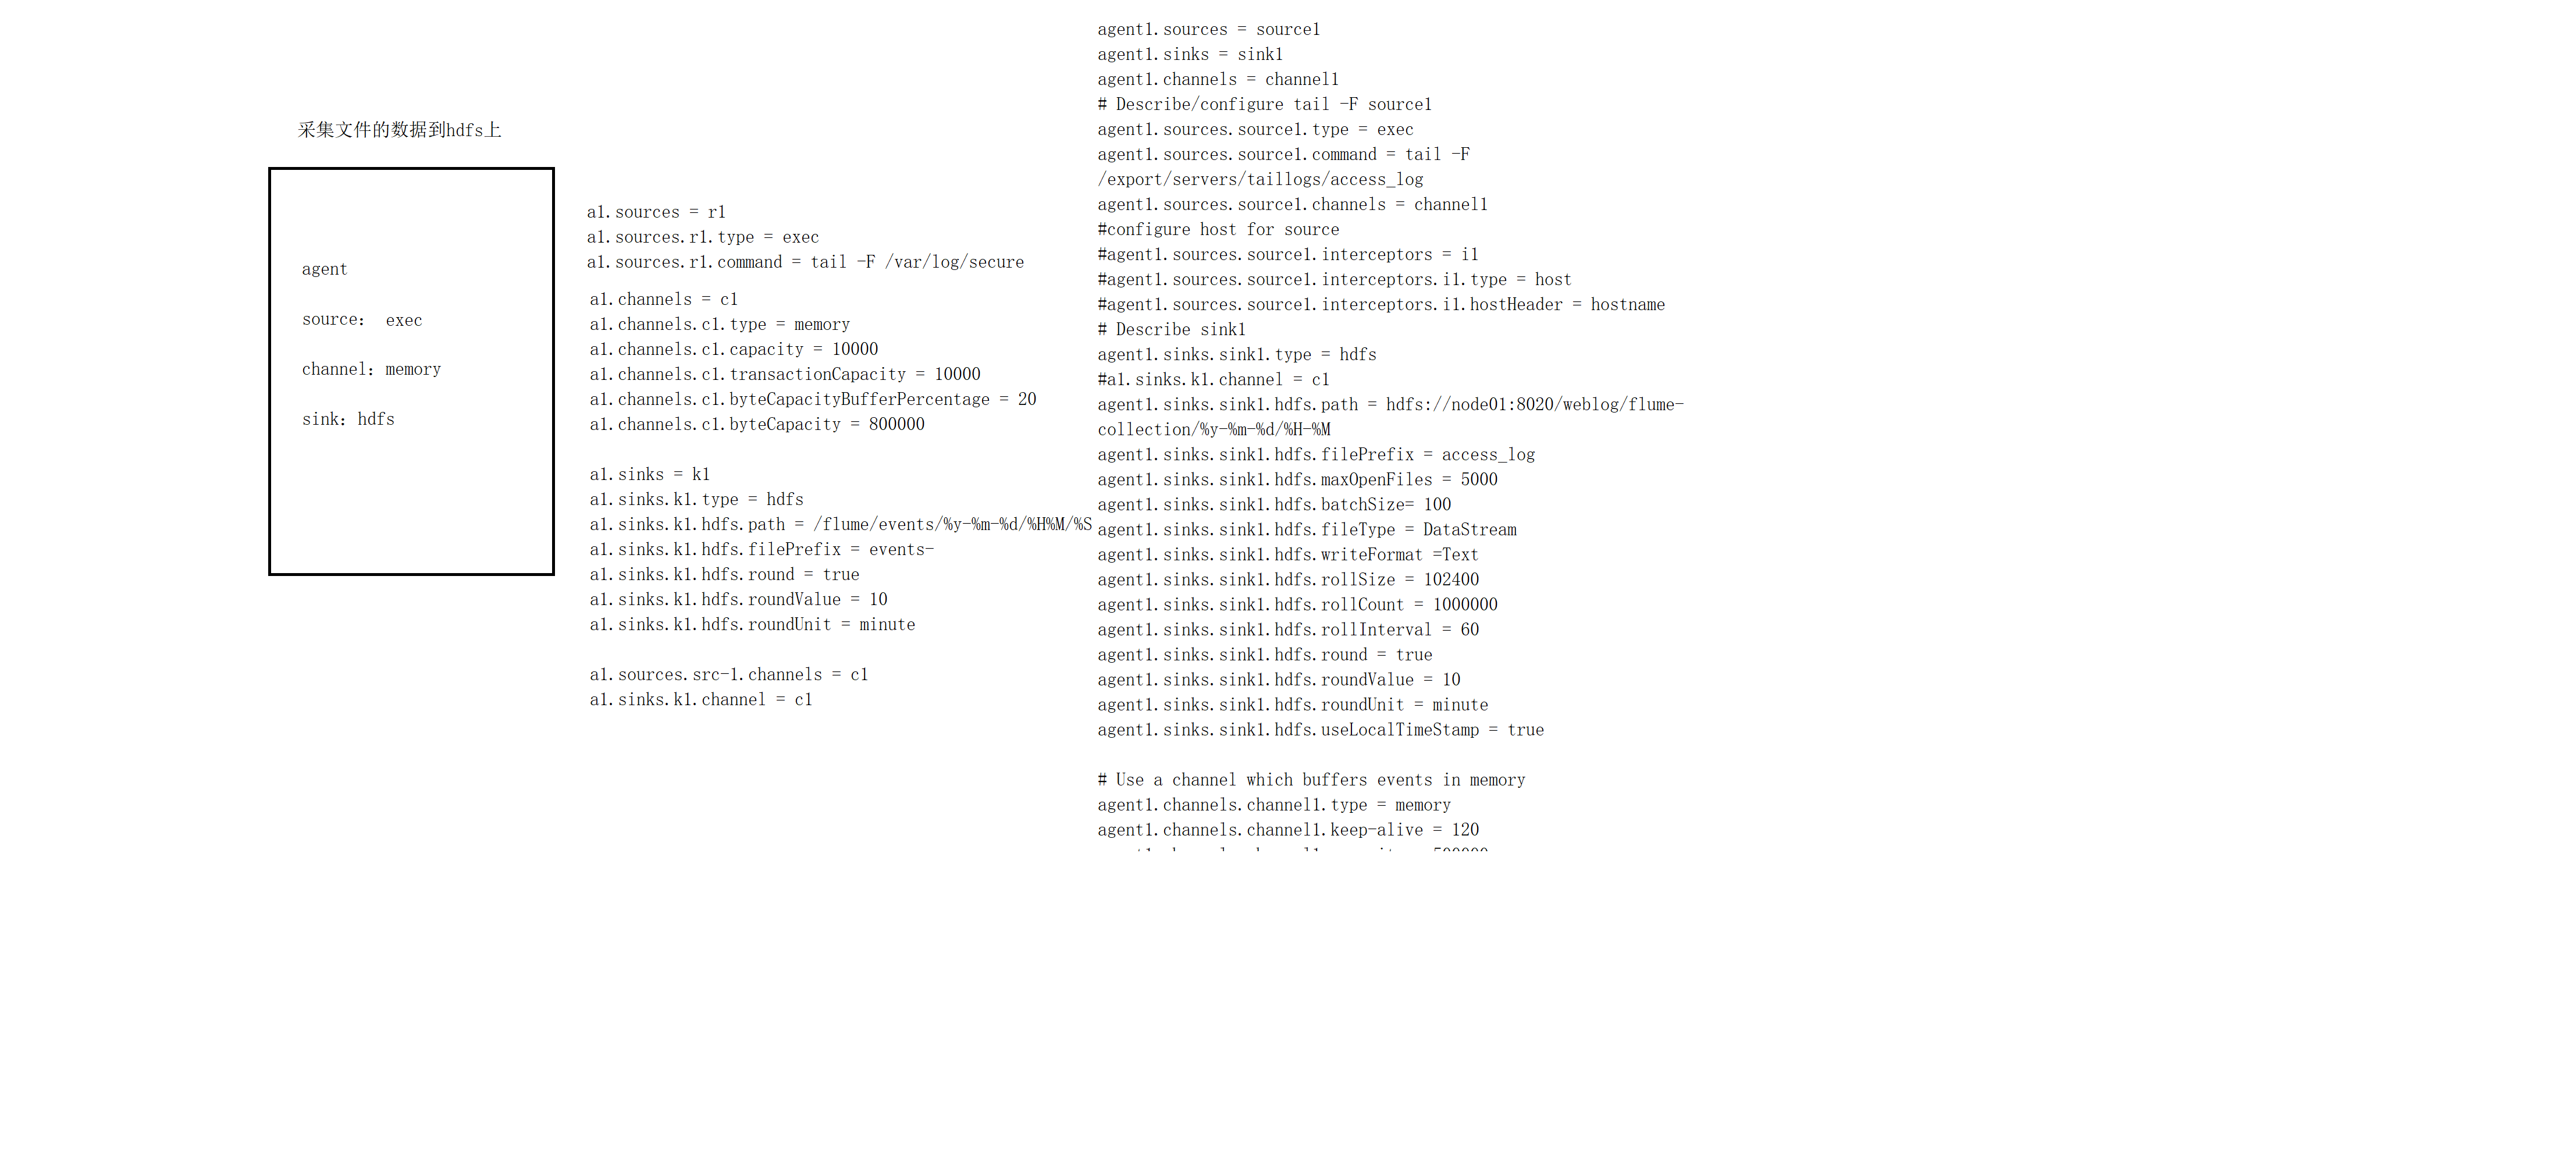 采集文件的数据到hdfs上
agent
source： exec
channel：memory
sink：hdfs
a1.sources = r1
a1.sources.r1.type = exec
a1.sources.r1.command = tail -F /var/log/secure
a1.channels = c1
a1.channels.c1.type = memory
a1.channels.c1.capacity = 10000
a1.channels.c1.transactionCapacity = 10000
a1.channels.c1.byteCapacityBufferPercentage = 20
a1.channels.c1.byteCapacity = 800000
a1.sinks = k1
a1.sinks.k1.type = hdfs
a1.sinks.k1.hdfs.path = /flume/events/%y-%m-%d/%H%M/%S
a1.sinks.k1.hdfs.filePrefix = events-
a1.sinks.k1.hdfs.round = true
a1.sinks.k1.hdfs.roundValue = 10
a1.sinks.k1.hdfs.roundUnit = minute
a1.sources.src-1.channels = c1
a1.sinks.k1.channel = c1
agent1.sources = source1
agent1.sinks = sink1
agent1.channels = channel1
# Describe/configure tail -F source1
agent1.sources.source1.type = exec
agent1.sources.source1.command = tail -F
/export/servers/taillogs/access_log
agent1.sources.source1.channels = channel1
#configure host for source
#agent1.sources.source1.interceptors = i1
#agent1.sources.source1.interceptors.i1.type = host
#agent1.sources.source1.interceptors.i1.hostHeader = hostname
# Describe sink1
agent1.sinks.sink1.type = hdfs
#a1.sinks.k1.channel = c1
agent1.sinks.sink1.hdfs.path = hdfs://node01:8020/weblog/flume-
collection/%y-%m-%d/%H-%M
agent1.sinks.sink1.hdfs.filePrefix = access_log
agent1.sinks.sink1.hdfs.maxOpenFiles = 5000
agent1.sinks.sink1.hdfs.batchSize= 100
agent1.sinks.sink1.hdfs.fileType = DataStream
agent1.sinks.sink1.hdfs.writeFormat =Text
agent1.sinks.sink1.hdfs.rollSize = 102400
agent1.sinks.sink1.hdfs.rollCount = 1000000
agent1.sinks.sink1.hdfs.rollInterval = 60
agent1.sinks.sink1.hdfs.round = true
agent1.sinks.sink1.hdfs.roundValue = 10
agent1.sinks.sink1.hdfs.roundUnit = minute
agent1.sinks.sink1.hdfs.useLocalTimeStamp = true
# Use a channel which buffers events in memory
agent1.channels.channel1.type = memory
agent1.channels.channel1.keep-alive = 120